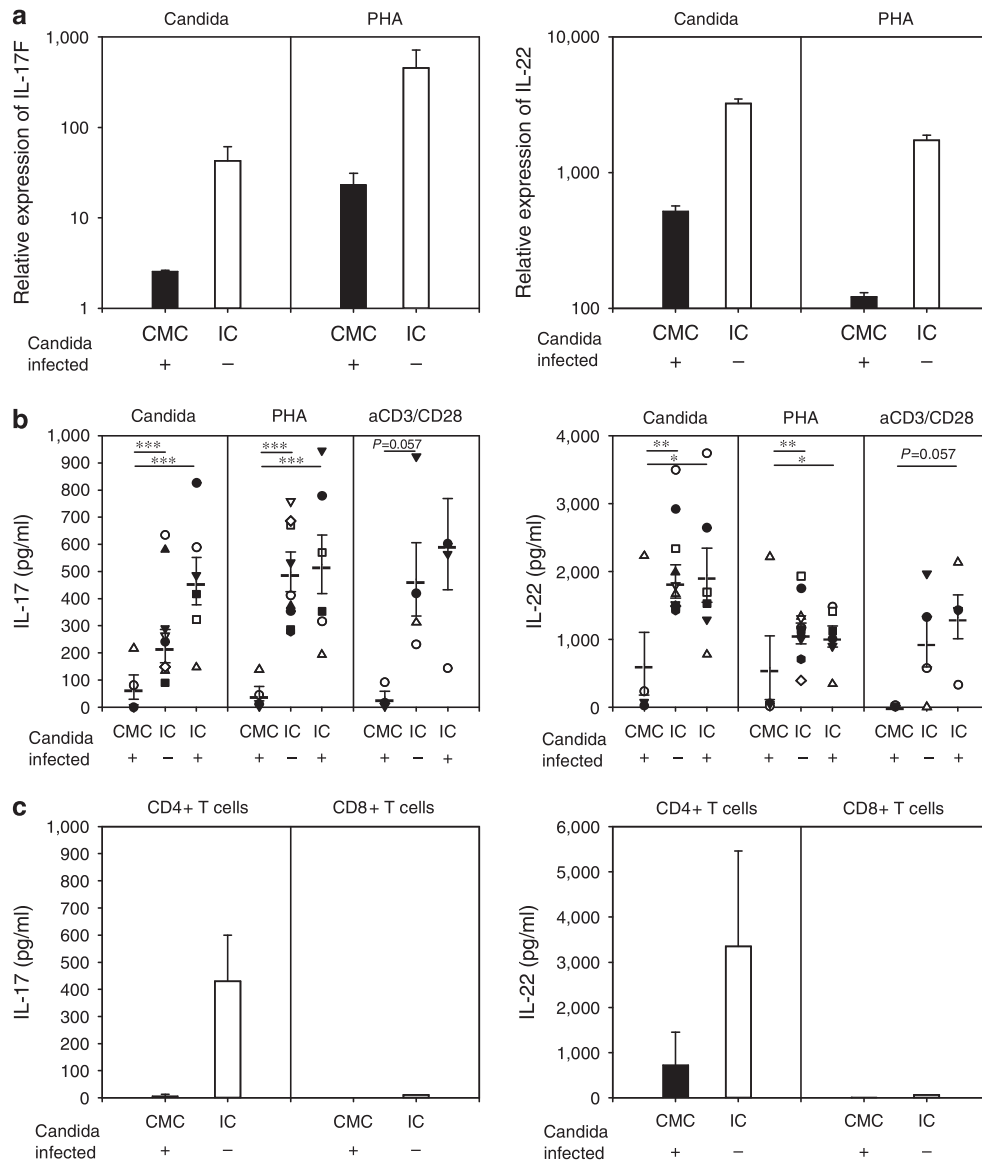 a
Candida PHA
Relative expression of IL-17F
1,000
100
10
1
CMC IC CMC IC
Candida
infected + − + −
Candida PHA
Relative expression of IL-22
10,000
1,000
100
CMC IC CMC IC
Candida
infected + − + −
b
Candida PHA aCD3/CD28
IL-17 (pg/ml)
1,000
900
800
700
600
500
400
300
200
100
0
*** *** P=0.057
*** ***
CMC IC IC CMC IC IC CMC IC IC
Candida
infected + − + + − + + − +
Candida PHA aCD3/CD28
IL-22 (pg/ml)
4,000
3,000
2,000
1,000
0
** ** P=0.057
* *
CMC IC IC CMC IC IC CMC IC IC
Candida
infected + − + + − + + − +
c
CD4+ T cells CD8+ T cells
IL-17 (pg/ml)
1,000
900
800
700
600
500
400
300
200
100
0
CMC IC CMC IC
Candida
infected + − + −
CD4+ T cells CD8+ T cells
IL-22 (pg/ml)
6,000
5,000
4,000
3,000
2,000
1,000
0
CMC IC CMC IC
Candida
infected + − + −